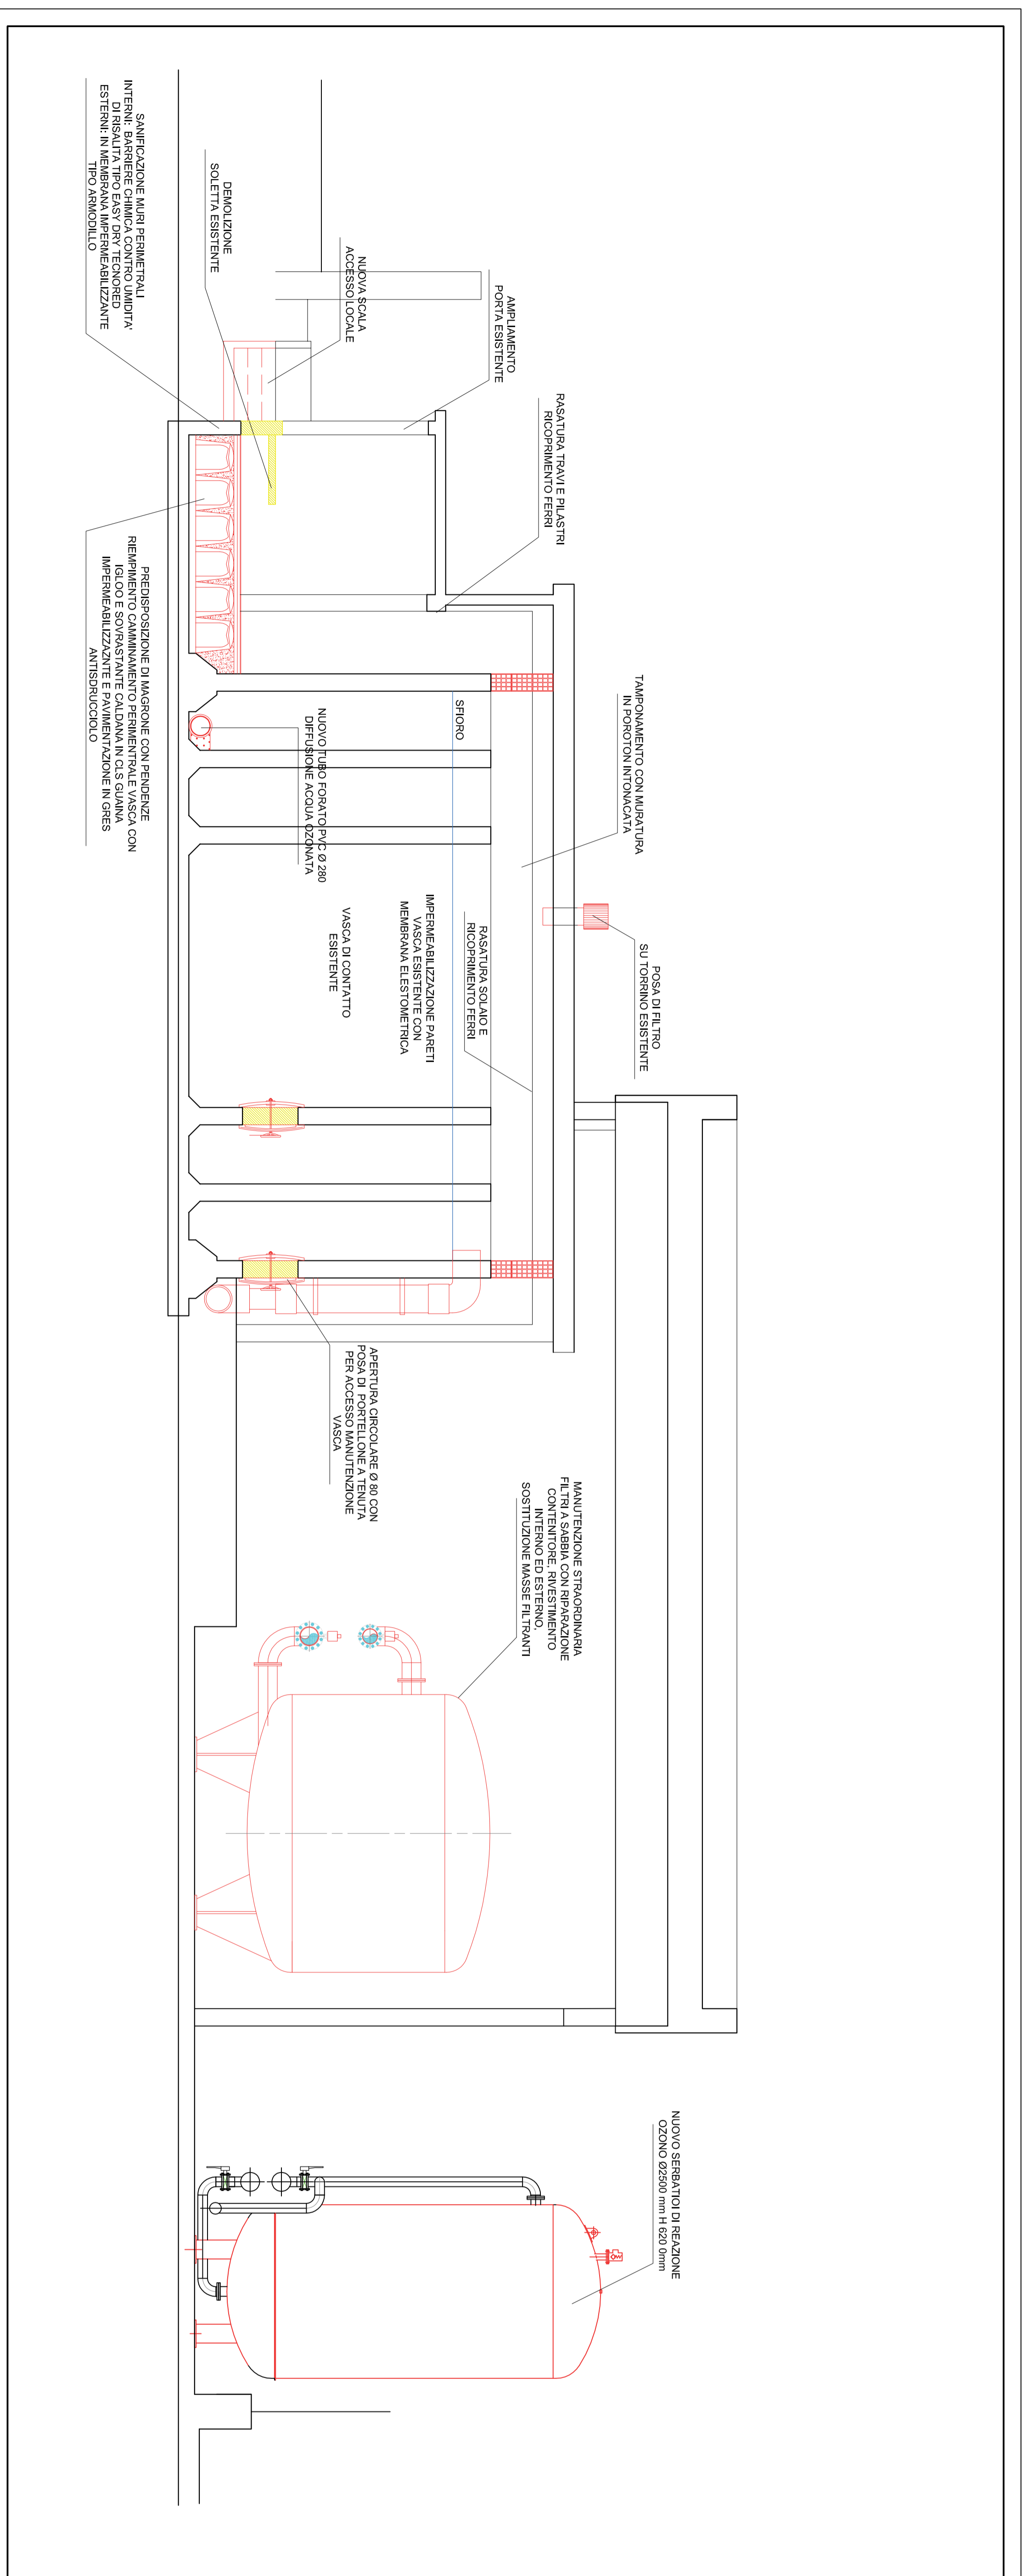 SANIFICAZIONE MURI PERIMETRALI
INTERNI: BARRIERE CHIMICA CONTRO UMIDITA'
DI RISALITA TIPO EASY DRY TECNORED
ESTERNI: IN MEMBRANA IMPERMEABILIZZANTE
TIPO ARMODILLO
DEMOLIZIONE
SOLETTA ESISTENTE
NUOVA SCALA
ACCESSO LOCALE
AMPLIAMENTO
PORTA ESISTENTE
RASATURA TRAVI E PILASTRI
RICOPRIMENTO FERRI
PREDISPOSIZIONE DI MAGRONE CON PENDENZE
RIEMPIMENTO CAMMINAMENTO PERIMENTRALE VASCA CON
IGLOO E SOVRASTANTE CALDANA IN CLS GUAINA
IMPERMEABILIZZAZNTE E PAVIMENTAZIONE IN GRES
ANTISDRUCCIOLO
TAMPONAMENTO CON MURATURA
IN POROTON INTONACATA
SFIORO
NUOVO TUBO FORATO PVC Ø 280
DIFFUSIONE ACQUA OZONATA
IMPERMEABILIZZAZIONE PARETI
VASCA ESISTENTE CON
MEMBRANA ELESTOMETRICA
VASCA DI CONTATTO
ESISTENTE
RASATURA SOLAIO E
RICOPRIMENTO FERRI
POSA DI FILTRO
SU TORRINO ESISTENTE
APERTURA CIRCOLARE Ø 80 CON
POSA DI PORTELLONE A TENUTA
PER ACCESSO MANUTENZIONE
VASCA
MANUTENZIONE STRAORDINARIA
FILTRI A SABBIA CON RIPARAZIONE
CONTENITORE, RIVESTIMENTO
INTERNO ED ESTERNO,
SOSTITUZIONE MASSE FILTRANTI
NUOVO SERBATIOI DI REAZIONE
OZONO Ø2500 mm H 620 0mm